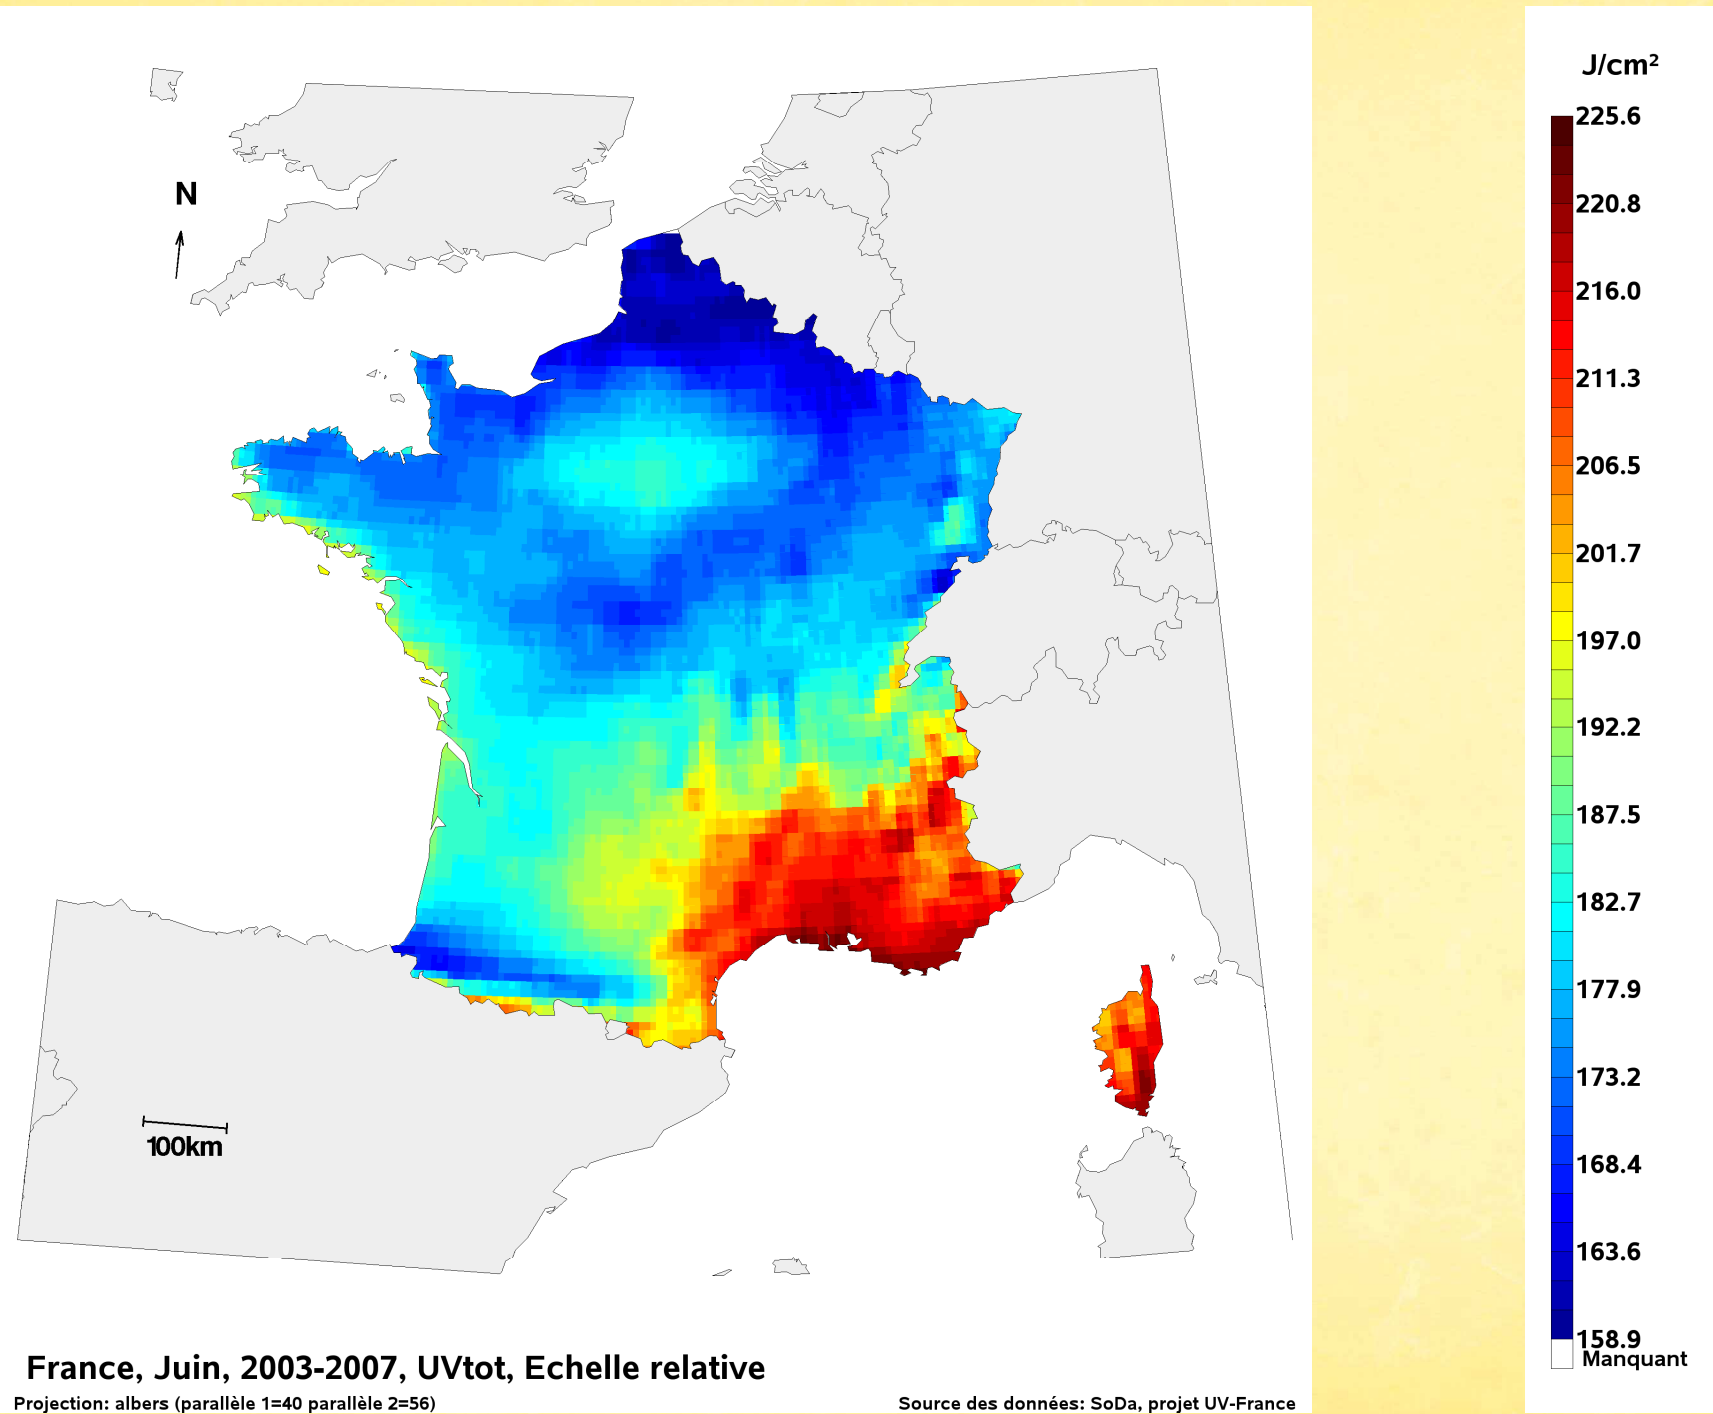 J/cm²
225.6
220.8
216.0
211.3
206.5
201.7
197.0
192.2
187.5
182.7
177.9
173.2
168.4
163.6
158.9
Manquant
N
100km
France, Juin, 2003-2007, UVtot, Echelle relative
Projection: albers (parallèle 1=40 parallèle 2=56)
Source des données: SoDa, projet UV-France